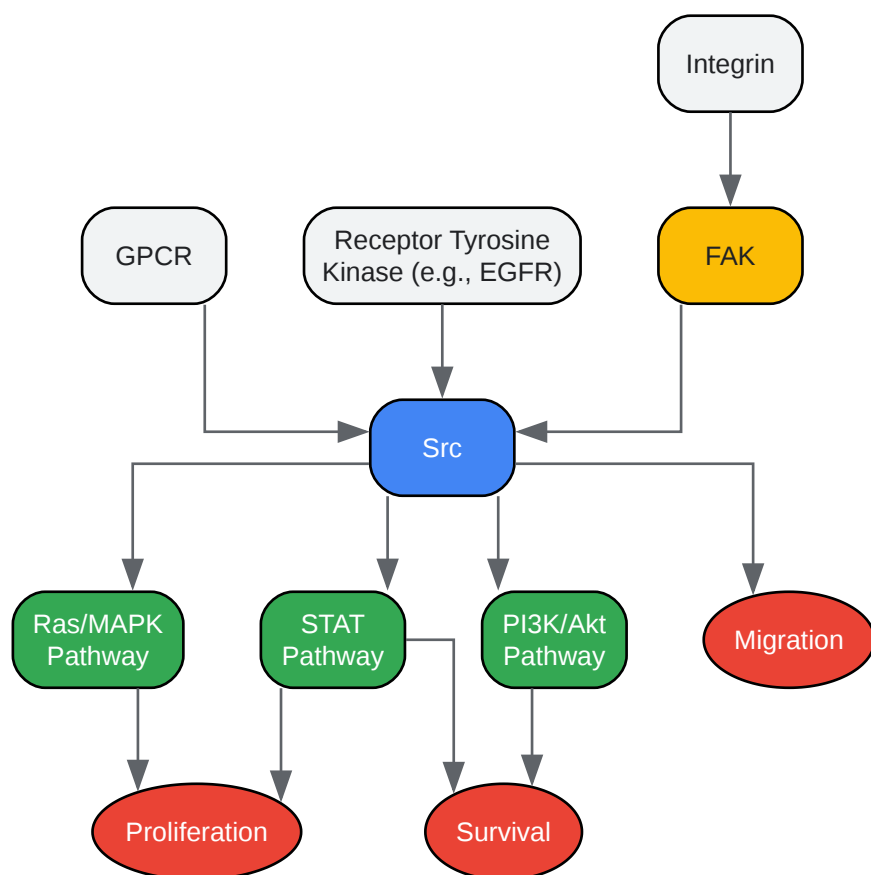 Integrin
GPCR
Receptor Tyrosine
Kinase (e.g., EGFR)
FAK
Src
Ras/MAPK
Pathway
STAT
Pathway
PI3K/Akt
Pathway
Migration
Proliferation
Survival